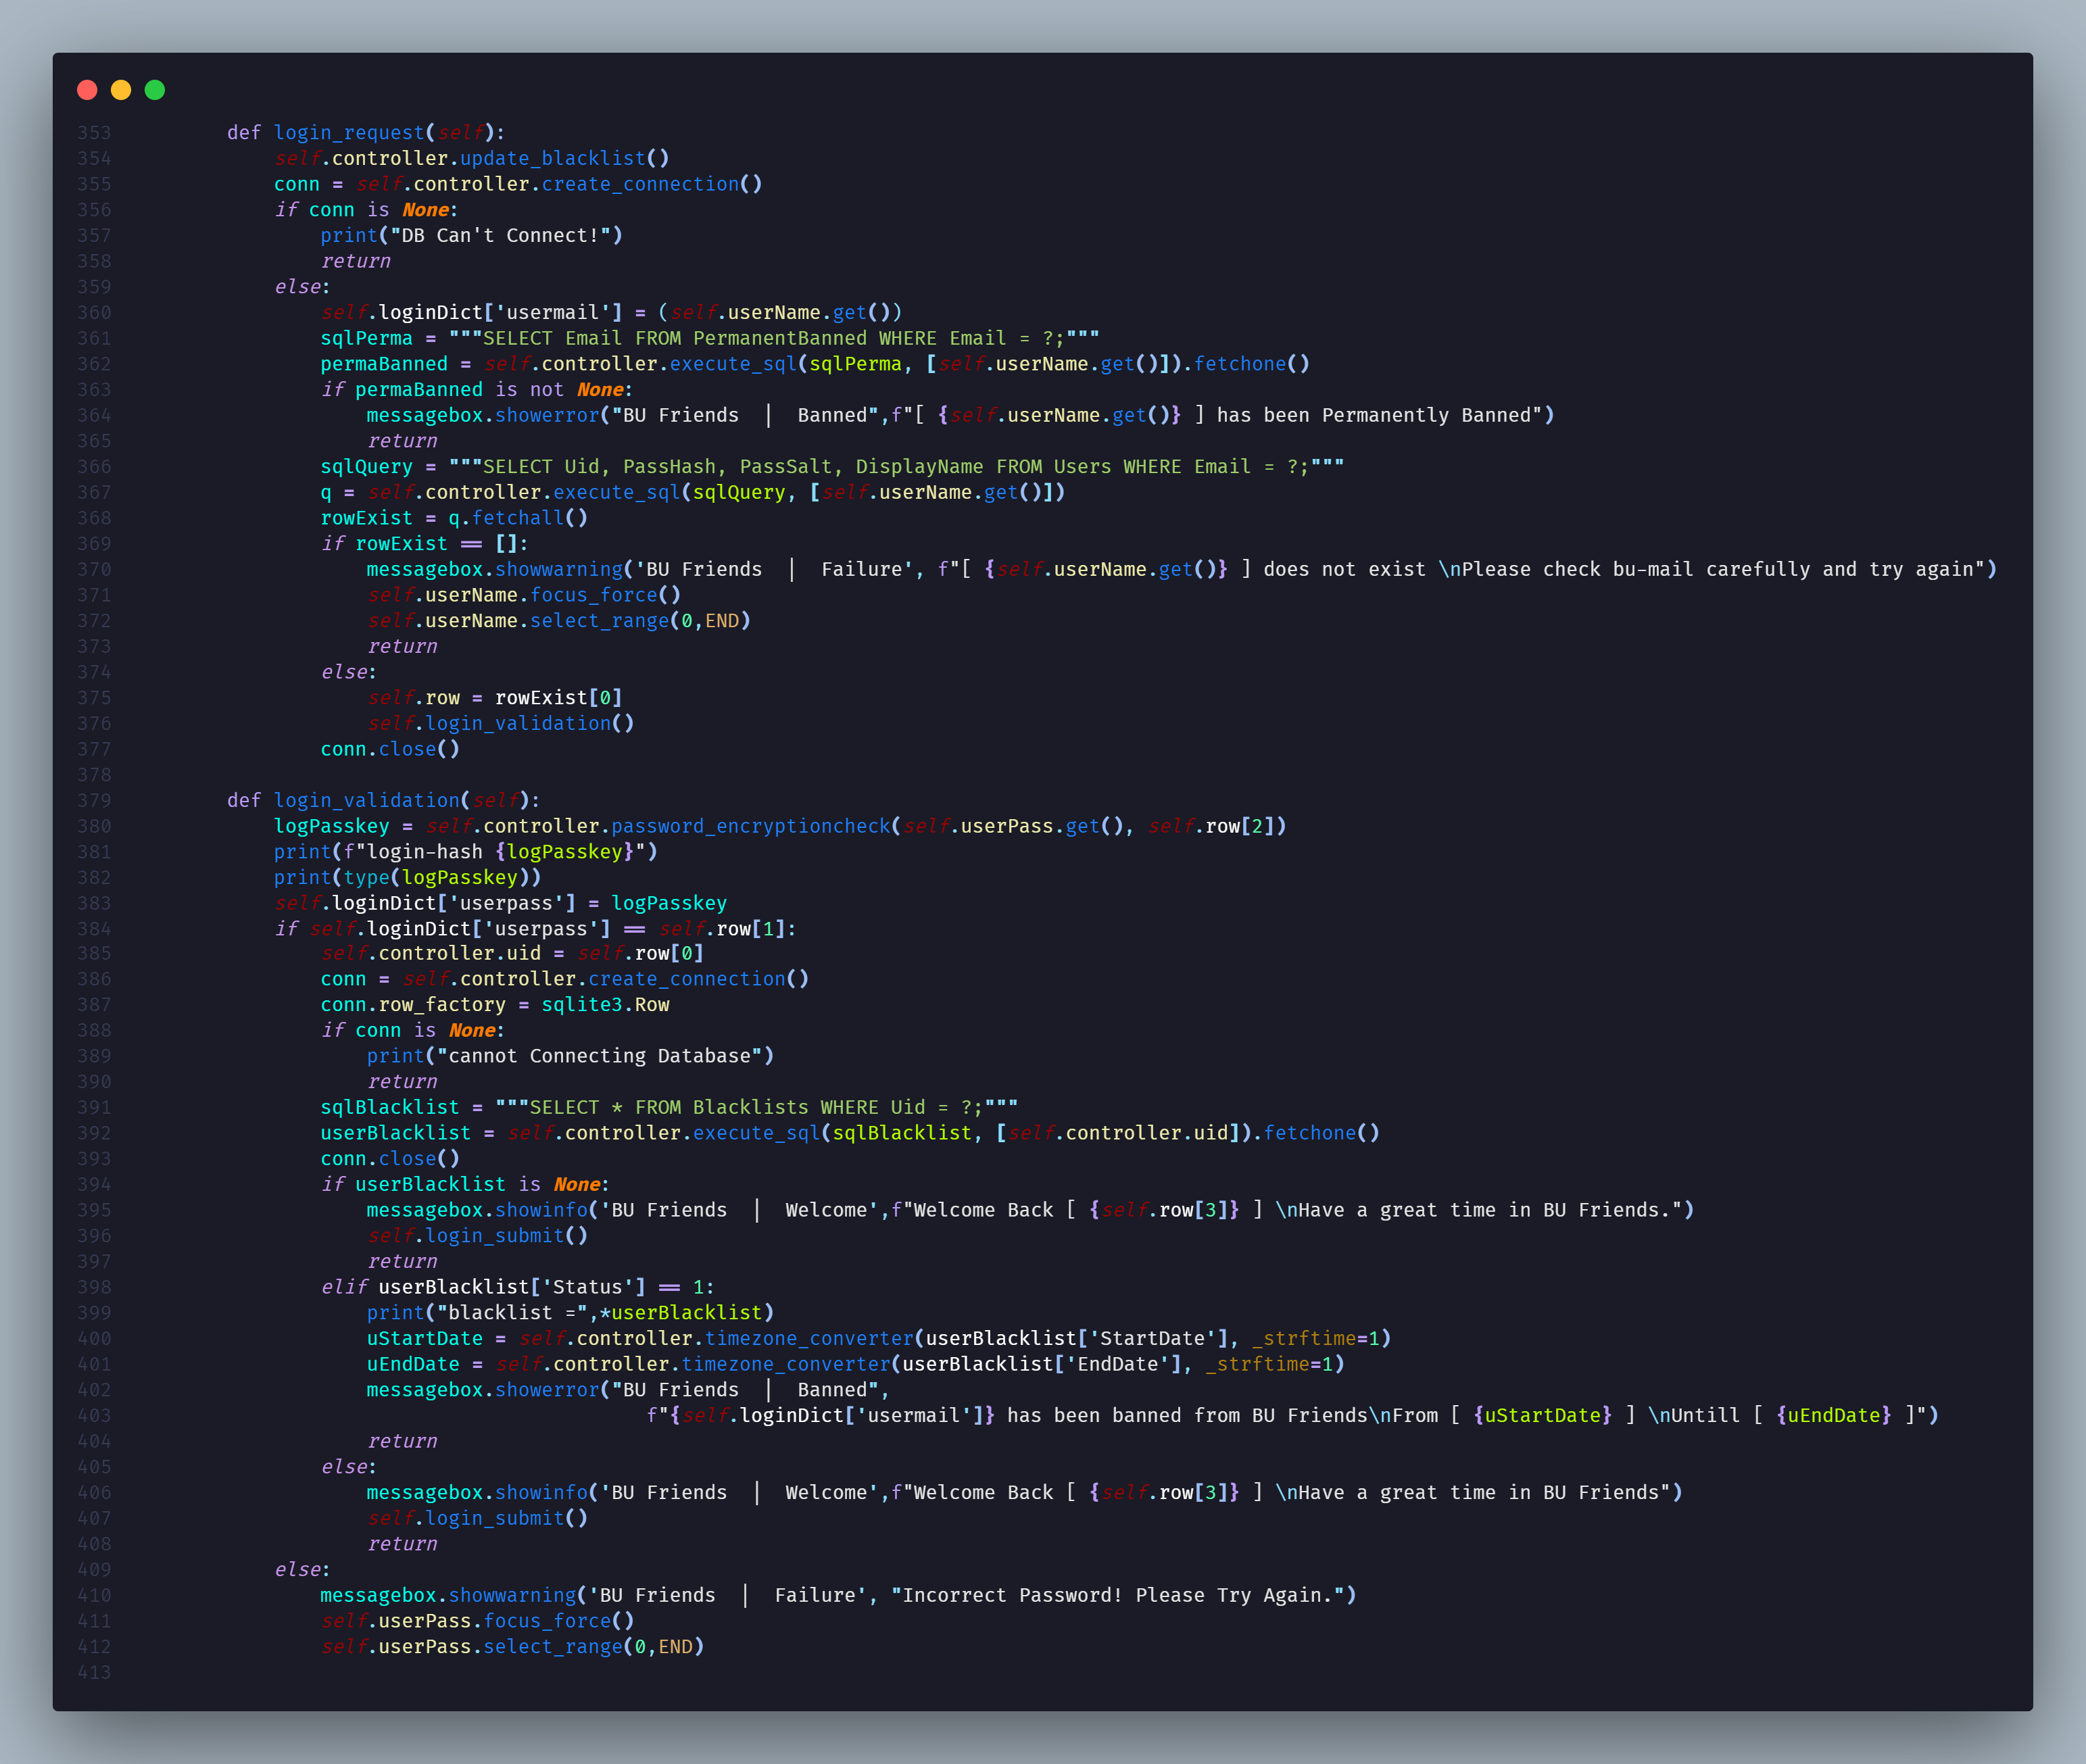 353        def login_request(self):
354            self.controller.update_blacklist()
355            conn = self.controller.create_connection()
356            if conn is None:
357                print("DB Can't Connect!")
358                return
359            else:
360                self.loginDict['usermail'] = (self.userName.get())
361                sqlPerma = """SELECT Email FROM PermanentBanned WHERE Email = ?;"""
362                permaBanned = self.controller.execute_sql(sqlPerma, [self.userName.get()]).fetchone()
363                if permaBanned is not None:
364                    messagebox.showerror("BU Friends  |  Banned",f"[ {self.userName.get()} ] has been Permanently Banned")
365                    return
366                sqlQuery = """SELECT Uid, PassHash, PassSalt, DisplayName FROM Users WHERE Email = ?;"""
367                q = self.controller.execute_sql(sqlQuery, [self.userName.get()])
368                rowExist = q.fetchall()
369                if rowExist == []:
370                    messagebox.showwarning('BU Friends  |  Failure', f"[ {self.userName.get()} ] does not exist \nPlease check bu-mail carefully and try again")
371                    self.userName.focus_force()
372                    self.userName.select_range(0,END)
373                    return
374                else:
375                    self.row = rowExist[0]
376                    self.login_validation()
377                conn.close()
378
379        def login_validation(self):
380            logPasskey = self.controller.password_encryptioncheck(self.userPass.get(), self.row[2])
381            print(f"login-hash {logPasskey}")
382            print(type(logPasskey))
383            self.loginDict['userpass'] = logPasskey
384            if self.loginDict['userpass'] == self.row[1]:
385                self.controller.uid = self.row[0]
386                conn = self.controller.create_connection()
387                conn.row_factory = sqlite3.Row
388                if conn is None:
389                    print("cannot Connecting Database")
390                    return
391                sqlBlacklist = """SELECT * FROM Blacklists WHERE Uid = ?;"""
392                userBlacklist = self.controller.execute_sql(sqlBlacklist, [self.controller.uid]).fetchone()
393                conn.close()
394                if userBlacklist is None:
395                    messagebox.showinfo('BU Friends  |  Welcome',f"Welcome Back [ {self.row[3]} ] \nHave a great time in BU Friends.")
396                    self.login_submit()
397                    return
398                elif userBlacklist['Status'] == 1:
399                    print("blacklist =",*userBlacklist)
400                    uStartDate = self.controller.timezone_converter(userBlacklist['StartDate'], _strftime=1)
401                    uEndDate = self.controller.timezone_converter(userBlacklist['EndDate'], _strftime=1)
402                    messagebox.showerror("BU Friends  |  Banned",
403                                            f"{self.loginDict['usermail']} has been banned from BU Friends\nFrom [ {uStartDate} ] \nUntill [ {uEndDate} ]")
404                    return
405                else:
406                    messagebox.showinfo('BU Friends  |  Welcome',f"Welcome Back [ {self.row[3]} ] \nHave a great time in BU Friends")
407                    self.login_submit()
408                    return
409            else:
410                messagebox.showwarning('BU Friends  |  Failure', "Incorrect Password! Please Try Again.")
411                self.userPass.focus_force()
412                self.userPass.select_range(0,END)
413